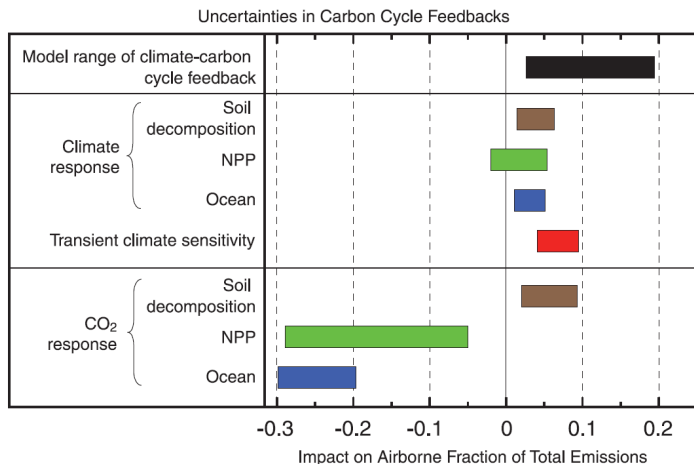 Uncertainties in Carbon Cycle Feedbacks
Model range of climate-carbon
cycle feedback
Climate
response
Soil
decomposition
NPP
Ocean
Transient climate sensitivity
CO₂
response
Soil
decomposition
NPP
Ocean
-0.3 -0.2 -0.1 0 0.1 0.2
Impact on Airborne Fraction of Total Emissions